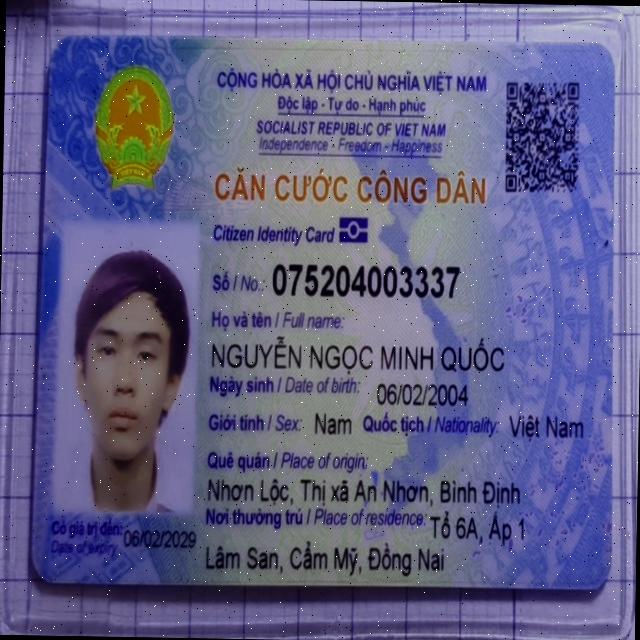 CỘNG HÒA XÃ HỘI CHỦ NGHĨA VIỆT NAM
Độc lập - Tự do - Hạnh phúc
SOCIALIST REPUBLIC OF VIET NAM
Independence - Freedom - Happiness
CĂN CƯỚC CÔNG DÂN
Citizen Identity Card
Số / No.: 075204003337
Họ và tên / Full name:
NGUYỄN NGỌC MINH QUỐC
Ngày sinh / Date of birth: 06/02/2004
Giới tính / Sex: Nam Quốc tịch / Nationality: Việt Nam
Quê quán / Place of origin:
Nhơn Lộc, Thị xã An Nhơn, Bình Định
Nơi thường trú / Place of residence: Tổ 6A, Ấp 1
Lâm San, Cẩm Mỹ, Đồng Nai
Có giá trị đến: 06/02/2029
Date of expiry